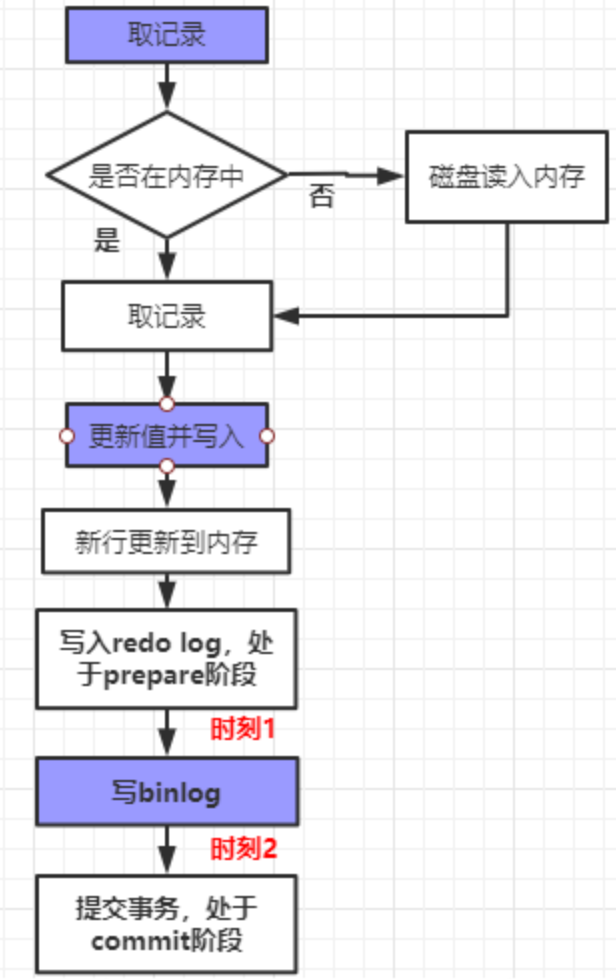 取记录
是否在内存中
否
磁盘读入内存
是
取记录
更新值并写入
新行更新到内存
写入redo log，处
于prepare阶段
时刻1
写binlog
时刻2
提交事务，处于
commit阶段